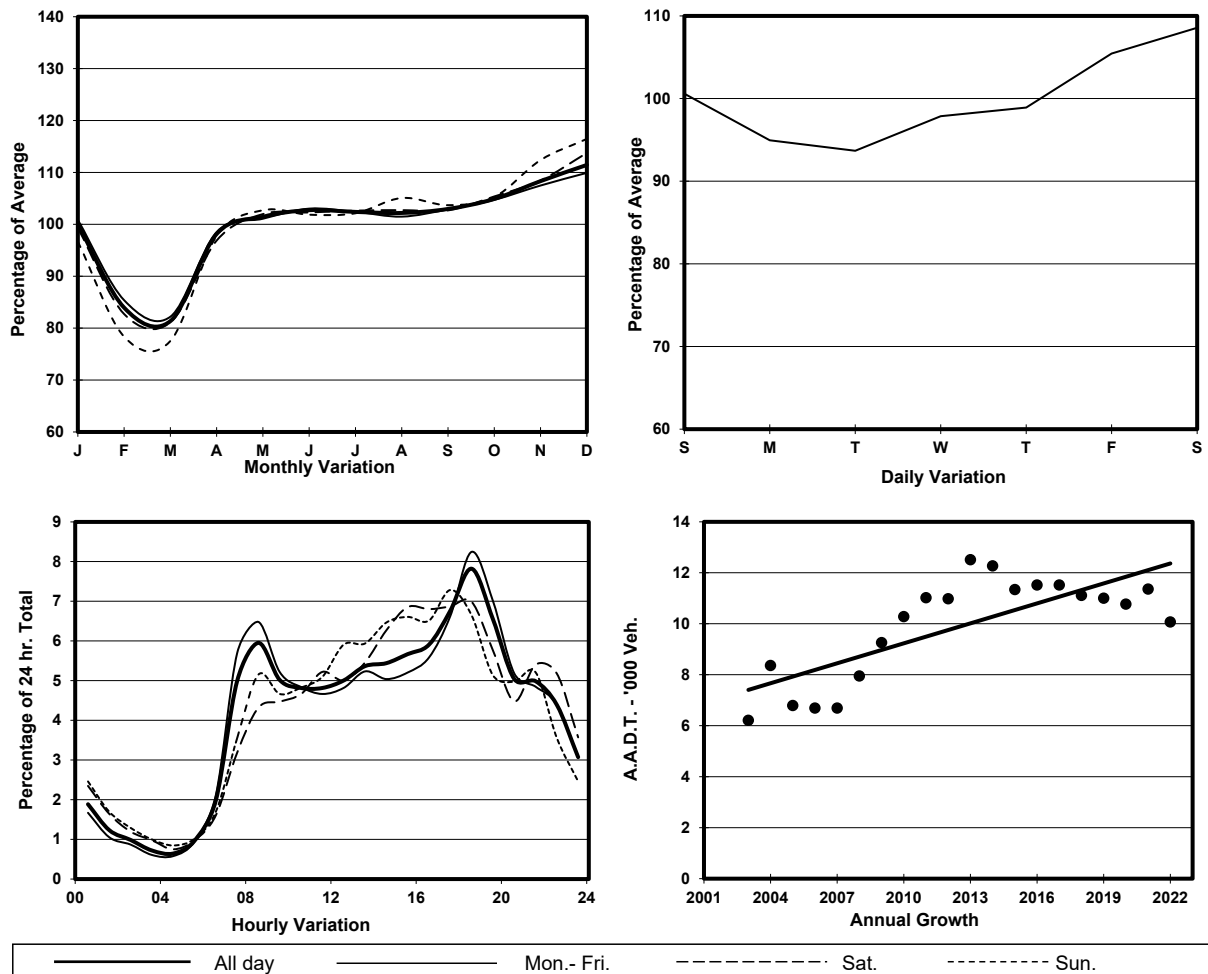 Percentage of Average
140
130
120
110
100
90
80
70
60
J F M A M J J A S O N D
Monthly Variation
Percentage of Average
110
100
90
80
70
60
S M T W T F S
Daily Variation
Percentage of 24 hr. Total
9
8
7
6
5
4
3
2
1
0
00 04 08 12 16 20 24
Hourly Variation
A.A.D.T. - '000 Veh.
14
12
10
8
6
4
2
0
2001 2004 2007 2010 2013 2016 2019 2022
Annual Growth
All day Mon.- Fri. Sat. Sun.